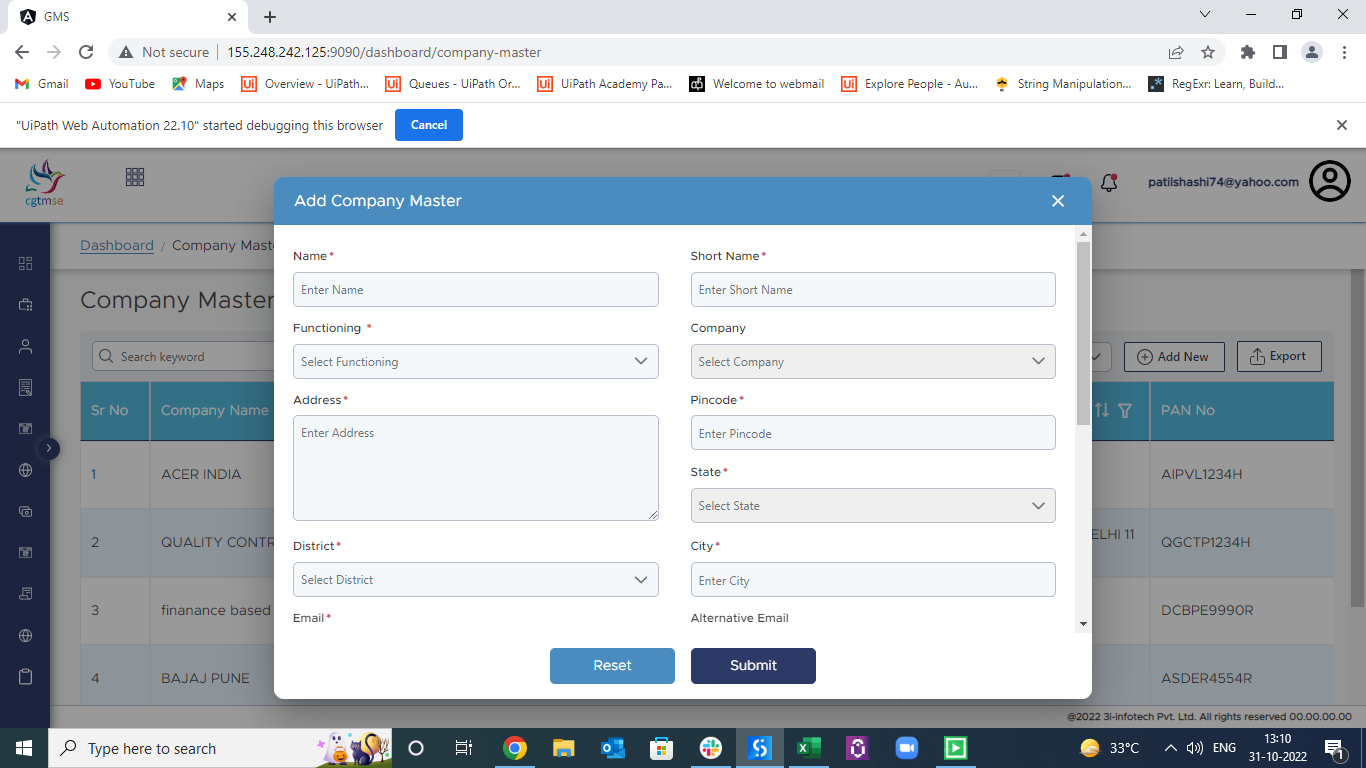 GMS
Not secure 155.248.242.125:9090/dashboard/company-master
Gmail YouTube Maps Overview - UiPath... Queues - UiPath Or... UiPath Academy Pa... Welcome to webmail Explore People - Au... String Manipulation... RegExr: Learn, Build...
"UiPath Web Automation 22.10" started debugging this browser Cancel
cgtmse
patilshashi74@yahoo.com
Add Company Master
Dashboard / Company Mast
Name* Short Name*
Enter Name Enter Short Name
Company Master
Functioning * Company
Search keyword Select Functioning Select Company Add New Export
Address* Pincode*
Sr No Company Name PAN No
Enter Address Enter Pincode
State*
1 ACER INDIA AIPVL1234H
Select State
2 QUALITY CONTR ELHI 11 QGCTP1234H
District* City*
Select District Enter City
3 finanance based DCBPE9990R
Email* Alternative Email
Reset Submit
4 BAJAJ PUNE ASDER4554R
@2022 3i-infotech Pvt. Ltd. All rights reserved 00.00.00.00
Type here to search 33°C ENG 13:10
31-10-2022
1